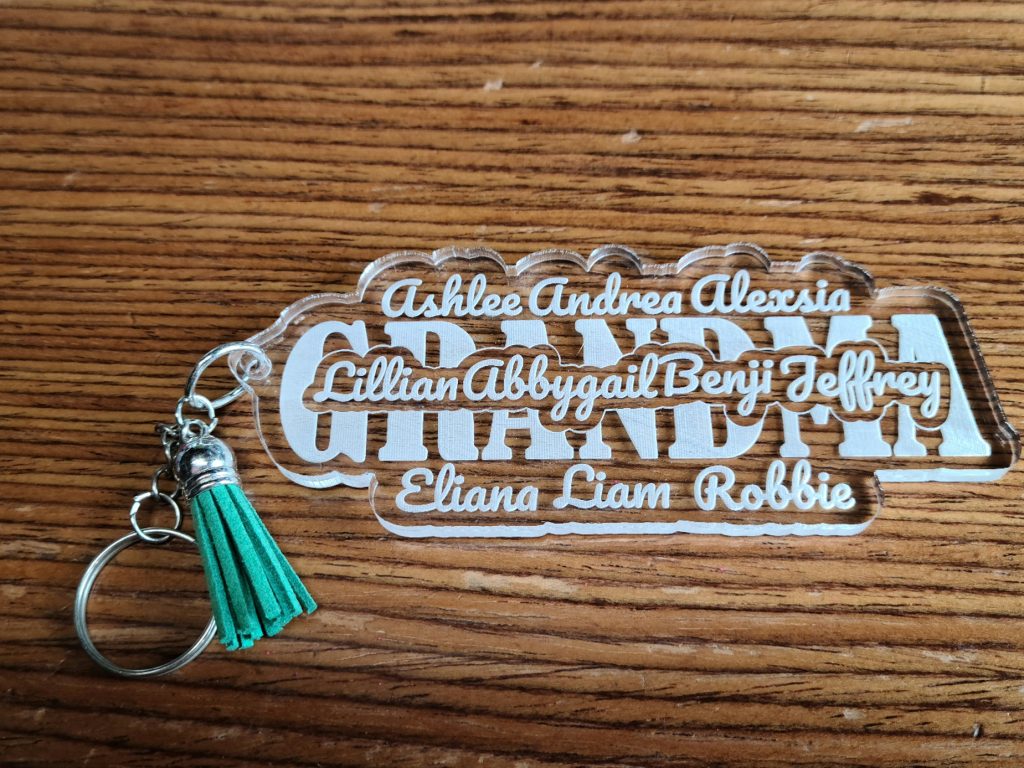 Ashlee Andrea Alexsia
GRANDMA
Lillian Abbygail Benji Jeffrey
Eliana Liam Robbie